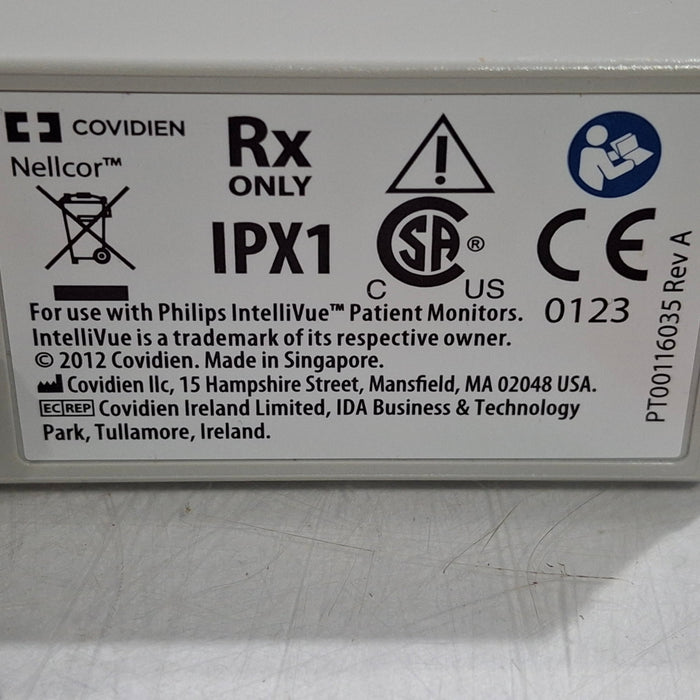 COVIDIEN
Nellcor™
Rx
ONLY
IPX1
CSA®
C US
CE
0123
For use with Philips IntelliVue™ Patient Monitors.
IntelliVue is a trademark of its respective owner.
© 2012 Covidien. Made in Singapore.
Covidien llc, 15 Hampshire Street, Mansfield, MA 02048 USA.
EC REP Covidien Ireland Limited, IDA Business & Technology
Park, Tullamore, Ireland.
PT00116035 Rev A